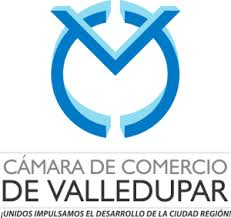 CÁMARA DE COMERCIO
DE VALLEDUPAR
¡UNIDOS IMPULSAMOS EL DESARROLLO DE LA CIUDAD REGIÓN!